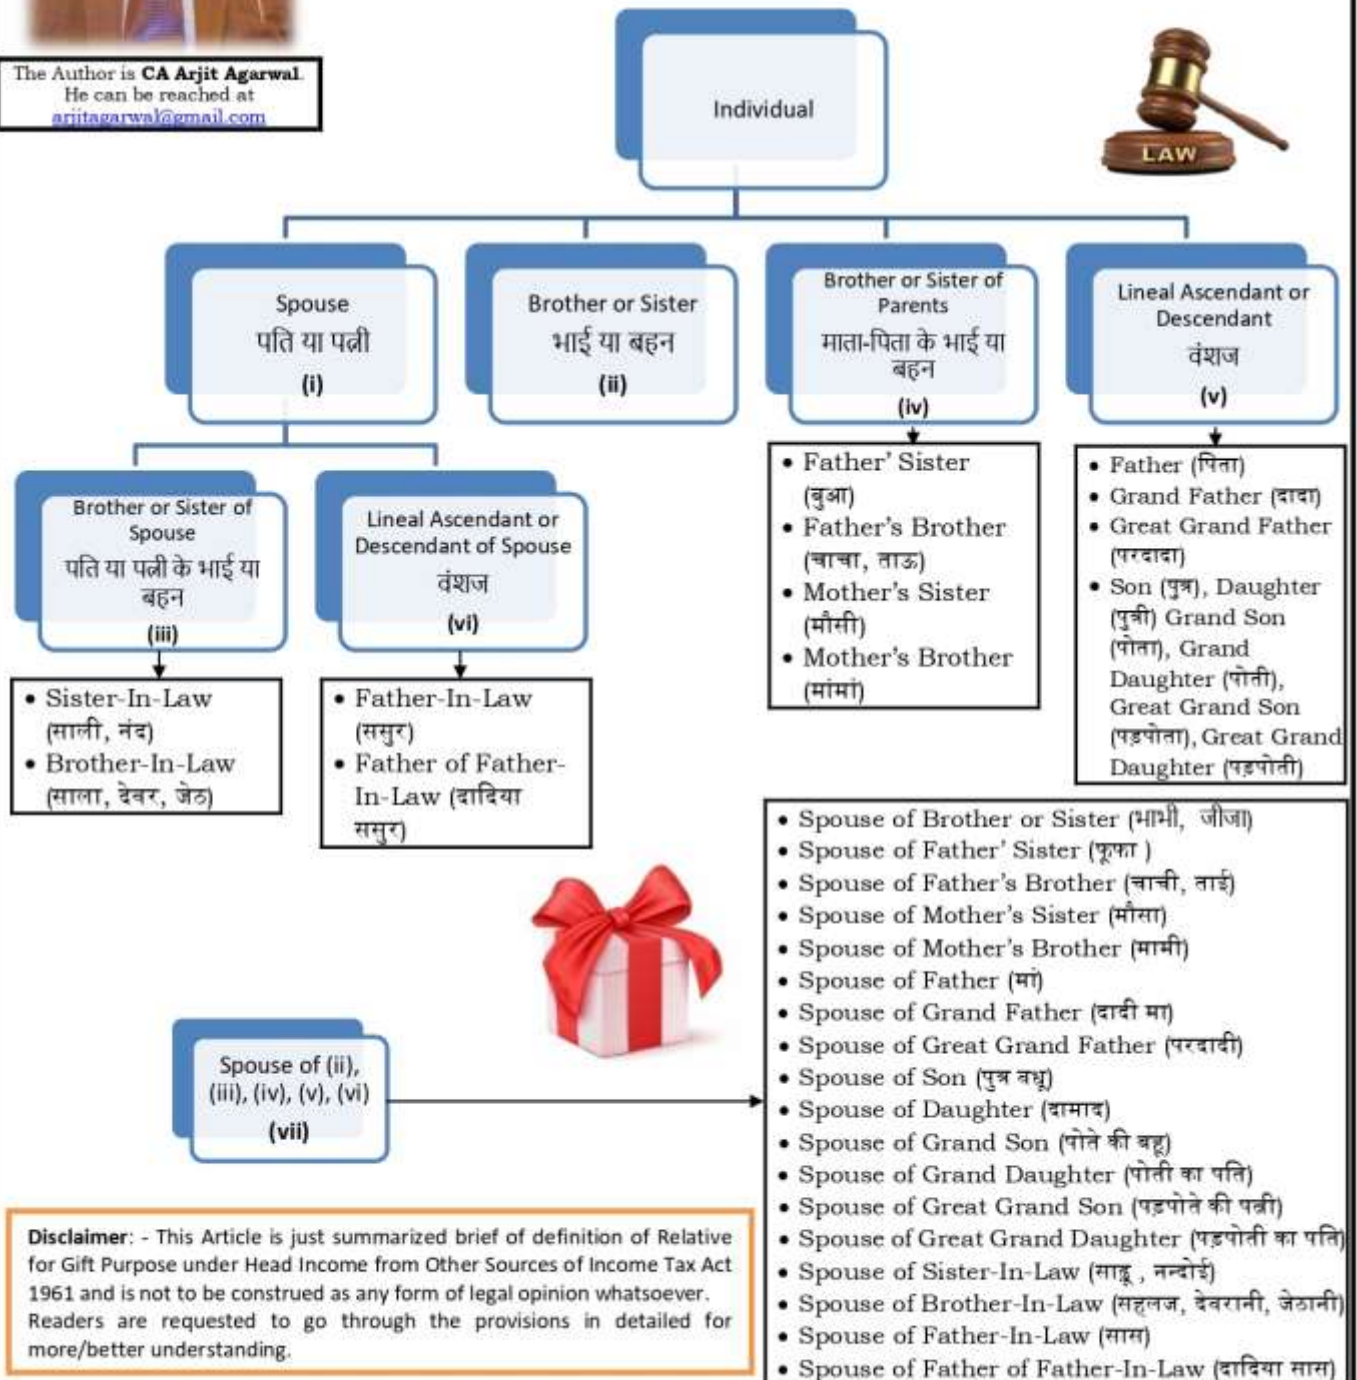 The Author is CA Arjit Agarwal.
He can be reached at
arjitagarwal@gmail.com
Individual
LAW
Spouse
पति या पत्नी
(i)
Brother or Sister
भाई या बहन
(ii)
Brother or Sister of
Parents
माता-पिता के भाई या
बहन
(iv)
Lineal Ascendant or
Descendant
वंशज
(v)
Brother or Sister of
Spouse
पति या पत्नी के भाई या
बहन
(iii)
Lineal Ascendant or
Descendant of Spouse
वंशज
(vi)
• Father' Sister
(बुआ)
• Father's Brother
(चाचा, ताऊ)
• Mother's Sister
(मौसी)
• Mother's Brother
(मांमां)
• Father (पिता)
• Grand Father (दादा)
• Great Grand Father
(परदादा)
• Son (पुत्र), Daughter
(पुत्री) Grand Son
(पोता), Grand
Daughter (पोती),
Great Grand Son
(पड़पोता), Great Grand
Daughter (पड़पोती)
• Sister-In-Law
(साली, नंद)
• Brother-In-Law
(साला, देवर, जेठ)
• Father-In-Law
(ससुर)
• Father of Father-
In-Law (दादिया
ससुर)
• Spouse of Brother or Sister (भाभी, जीजा)
• Spouse of Father' Sister (फूफा )
• Spouse of Father's Brother (चाची, ताई)
• Spouse of Mother's Sister (मौसा)
• Spouse of Mother's Brother (मामी)
• Spouse of Father (मां)
• Spouse of Grand Father (दादी मा)
• Spouse of Great Grand Father (परदादी)
• Spouse of Son (पुत्र वधू)
• Spouse of Daughter (दामाद)
• Spouse of Grand Son (पोते की बहू)
• Spouse of Grand Daughter (पोती का पति)
• Spouse of Great Grand Son (पड़पोते की पत्नी)
• Spouse of Great Grand Daughter (पड़पोती का पति)
• Spouse of Sister-In-Law (साढू , नन्दोई)
• Spouse of Brother-In-Law (सहलज, देवरानी, जेठानी)
• Spouse of Father-In-Law (सास)
• Spouse of Father of Father-In-Law (दादिया सास)
Spouse of (ii),
(iii), (iv), (v), (vi)
(vii)
Disclaimer: - This Article is just summarized brief of definition of Relative
for Gift Purpose under Head Income from Other Sources of Income Tax Act
1961 and is not to be construed as any form of legal opinion whatsoever.
Readers are requested to go through the provisions in detailed for
more/better understanding.